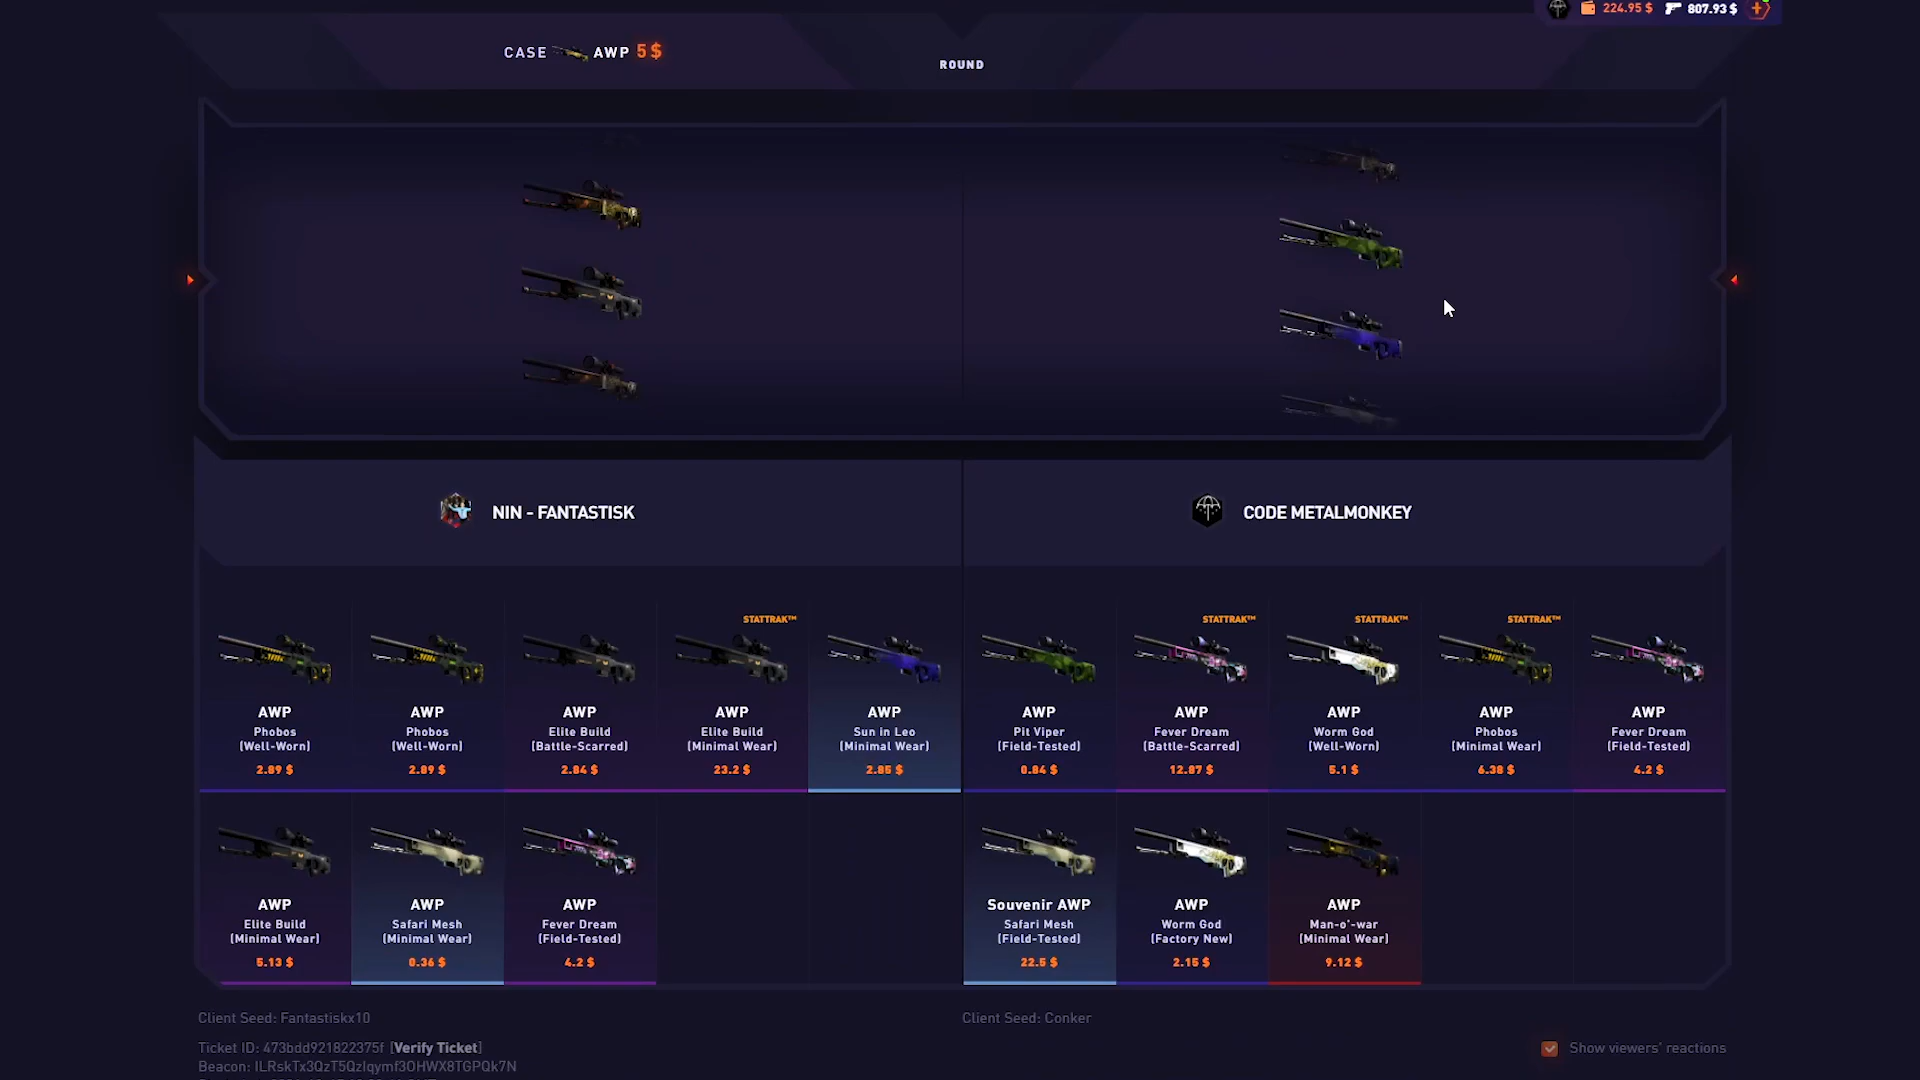 224.95 $ 807.93 $
CASE AWP 5 $
ROUND
NIN - FANTASTISK
CODE METALMONKEY
STATTRAK™ STATTRAK™ STATTRAK™ STATTRAK™
AWP AWP AWP AWP AWP AWP AWP AWP AWP AWP
Phobos Phobos Elite Build Elite Build Sun in Leo Pit Viper Fever Dream Worm God Phobos Fever Dream
(Well-Worn) (Well-Worn) (Battle-Scarred) (Minimal Wear) (Minimal Wear) (Field-Tested) (Battle-Scarred) (Well-Worn) (Minimal Wear) (Field-Tested)
2.89 $ 2.89 $ 2.84 $ 23.2 $ 2.85 $ 0.84 $ 12.87 $ 5.1 $ 6.38 $ 4.2 $
AWP AWP AWP Souvenir AWP AWP AWP
Elite Build Safari Mesh Fever Dream Safari Mesh Worm God Man-o'-war
(Minimal Wear) (Minimal Wear) (Field-Tested) (Field-Tested) (Factory New) (Minimal Wear)
5.13 $ 0.36 $ 4.2 $ 22.5 $ 2.15 $ 9.12 $
Client Seed: Fantastiskx10
Client Seed: Conker
Ticket ID: 473bdd921822375f [Verify Ticket]
Show viewers' reactions
Beacon: ILRskTx3QzT5QzIqymf3OHWX8TGPQk7N